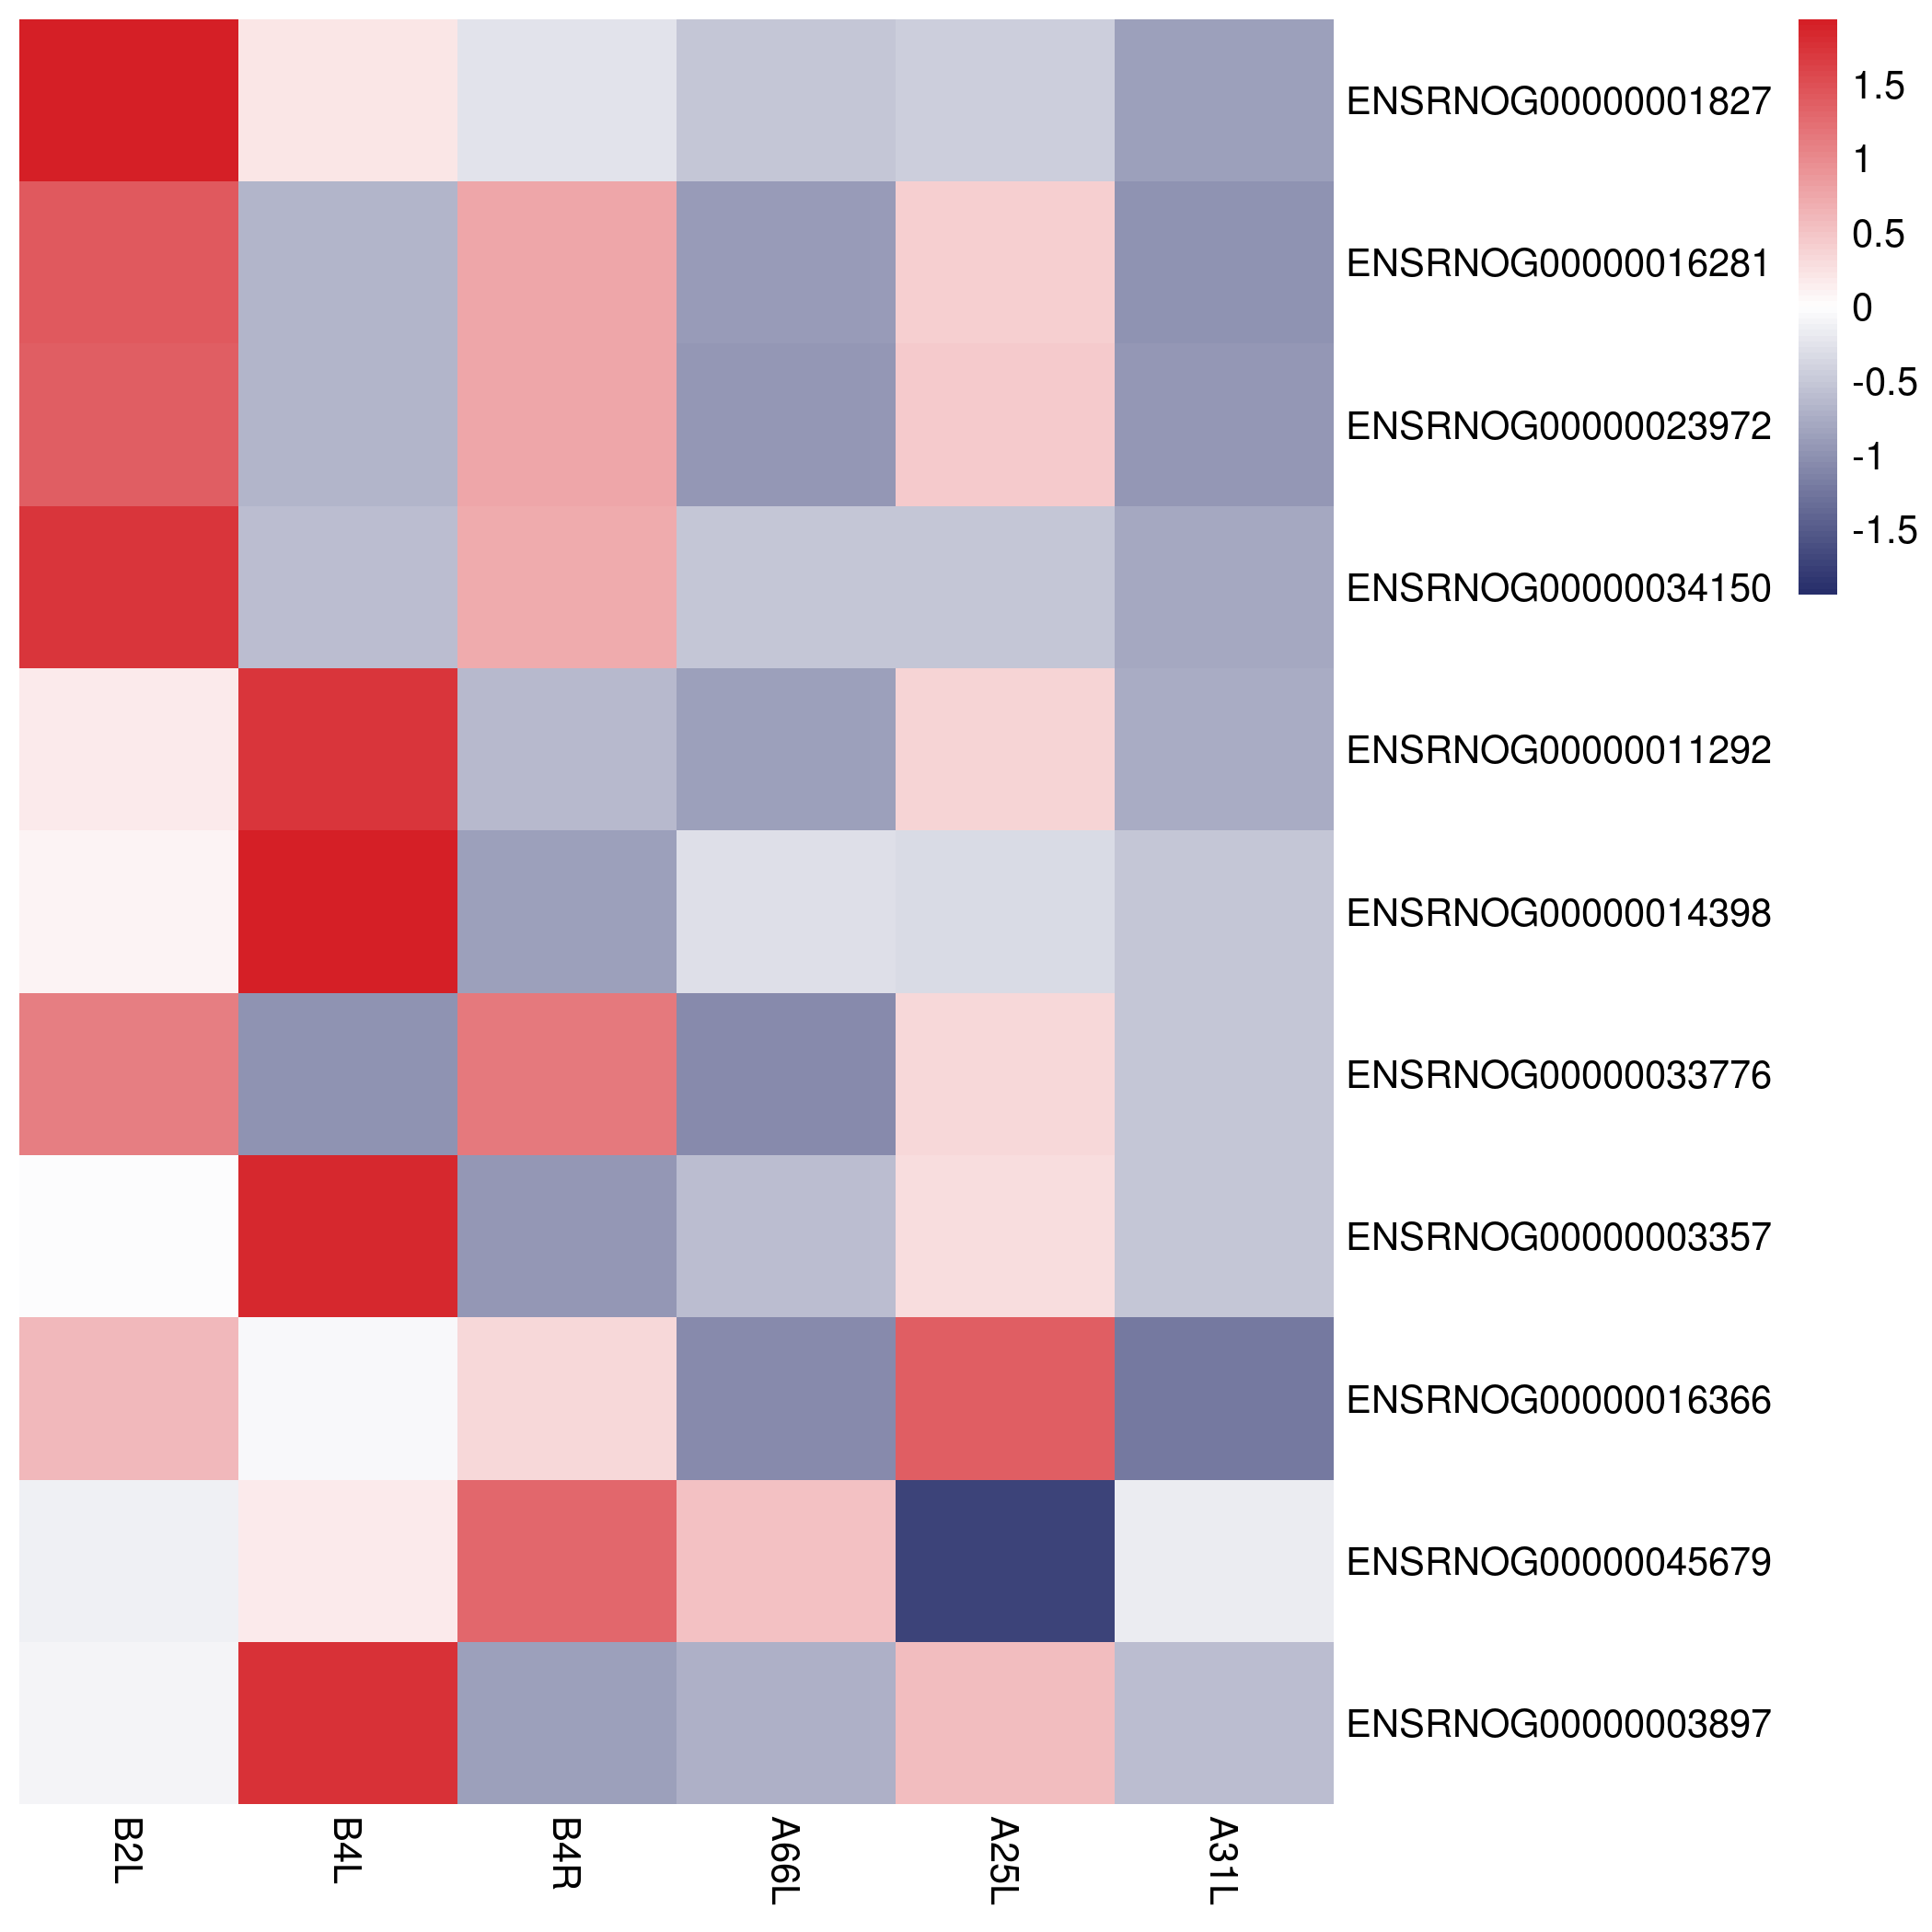 ENSRNOG00000001827
ENSRNOG00000016281
ENSRNOG00000023972
ENSRNOG00000034150
ENSRNOG00000011292
ENSRNOG00000014398
ENSRNOG00000033776
ENSRNOG00000003357
ENSRNOG00000016366
ENSRNOG00000045679
ENSRNOG00000003897
1.5
1
0.5
0
-0.5
-1
-1.5
B2L
B4L
B4R
A66L
A25L
A31L